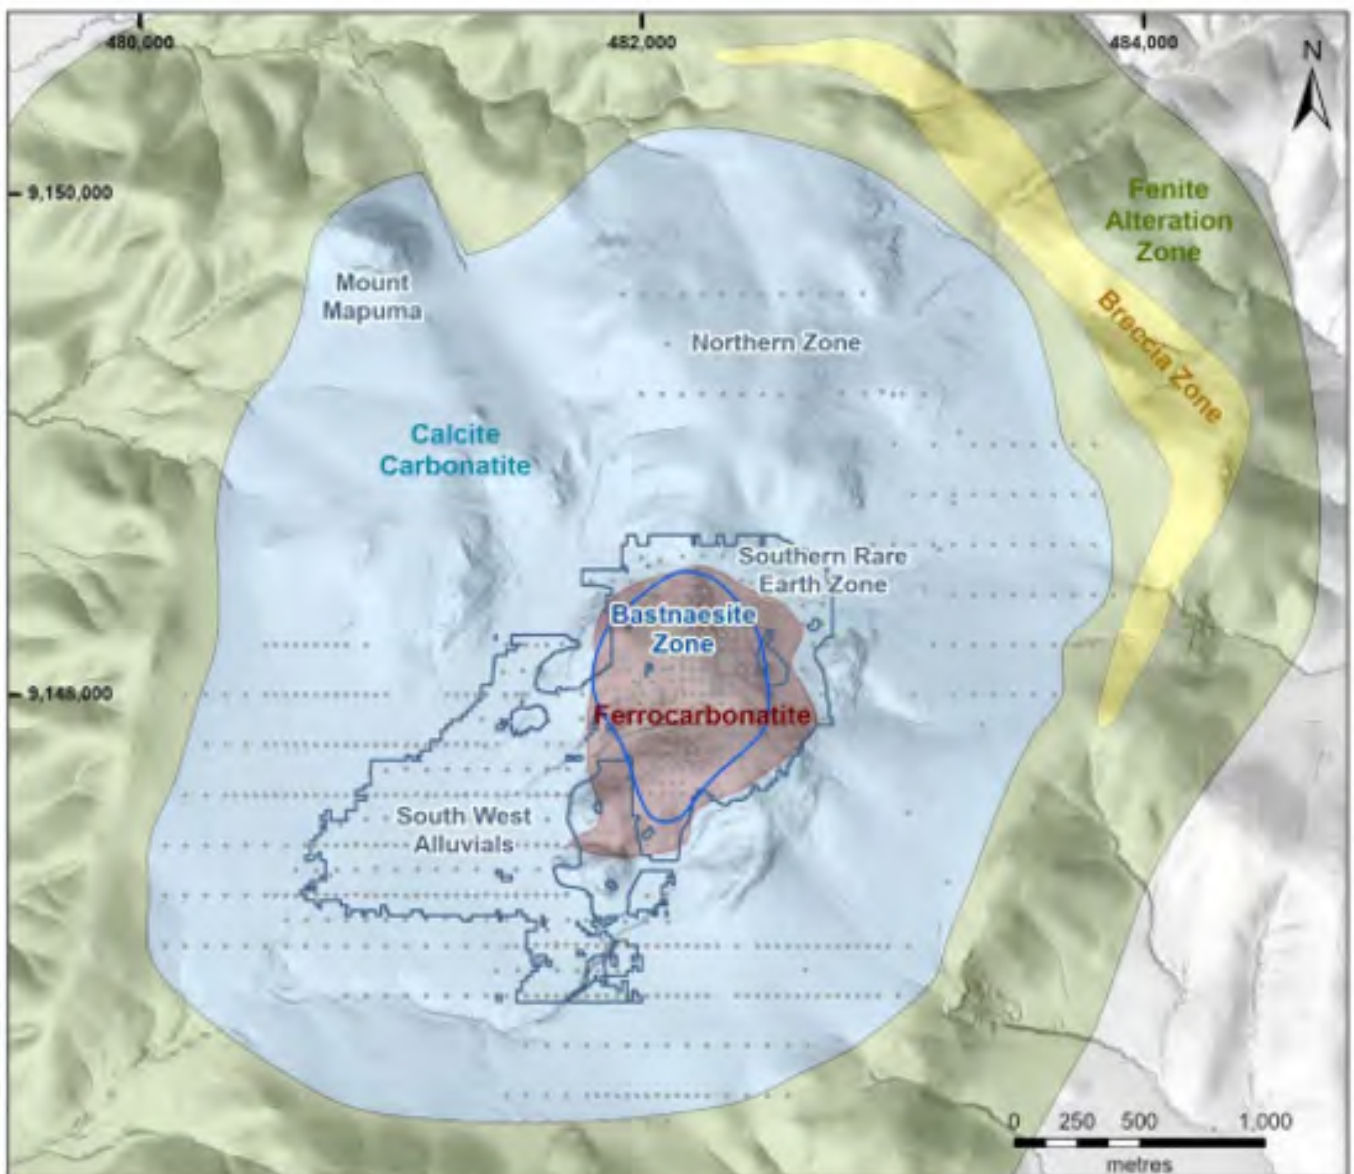 480,000
482,000
484,000
N
9,150,000
Fenite
Alteration
Zone
Mount
Mapuma
Breccia Zone
Northern Zone
Calcite
Carbonatite
Southern Rare
Earth Zone
Bastnaesite
Zone
9,148,000
Ferrocarbonatite
South West
Alluvials
0 250 500 1,000
metres